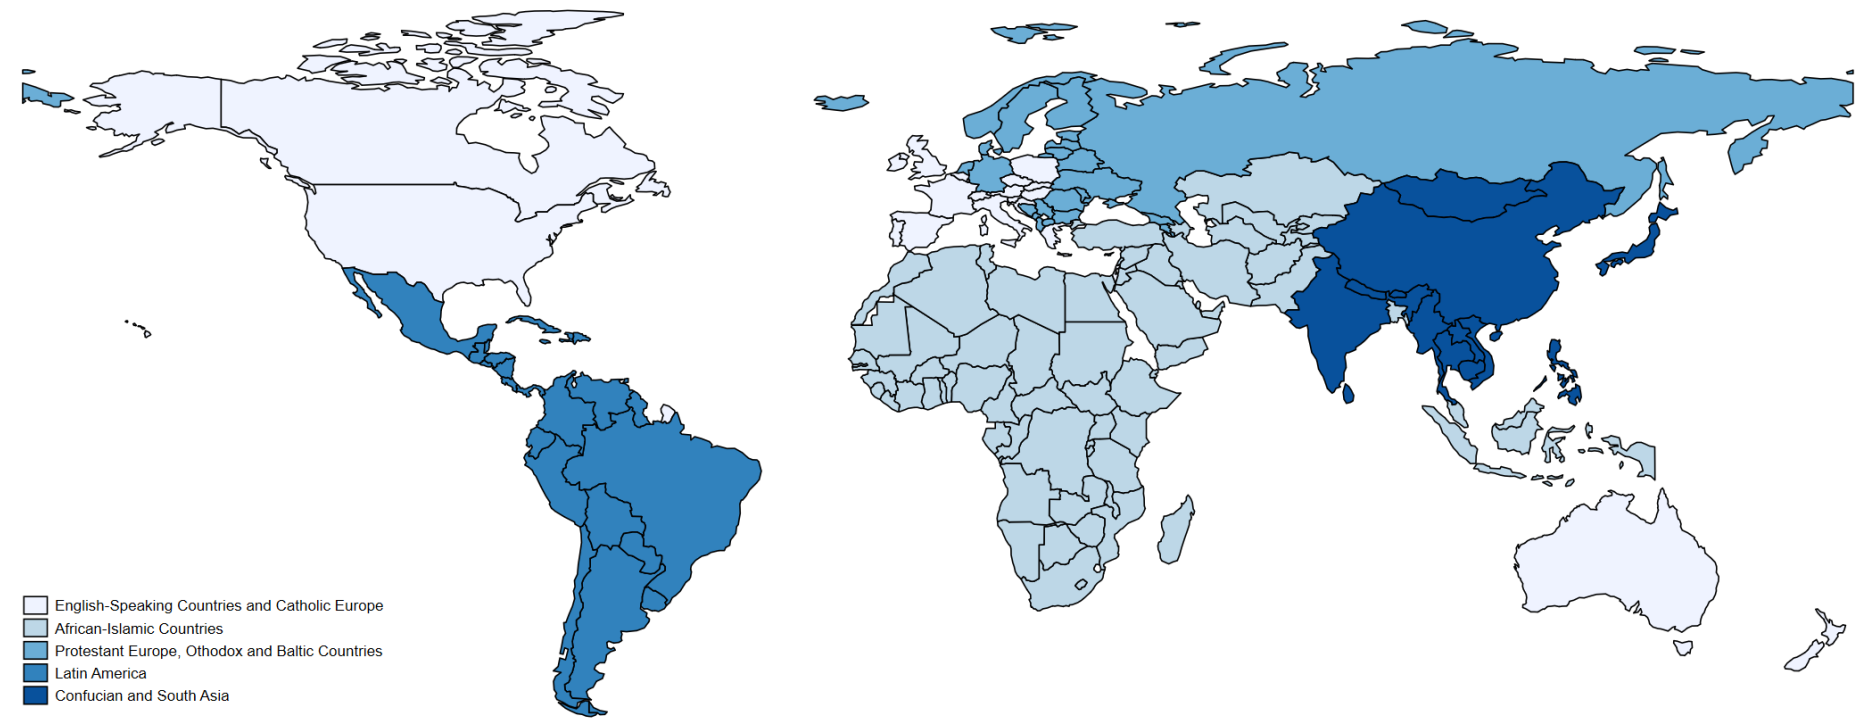 English-Speaking Countries and Catholic Europe
African-Islamic Countries
Protestant Europe, Othodox and Baltic Countries
Latin America
Confucian and South Asia